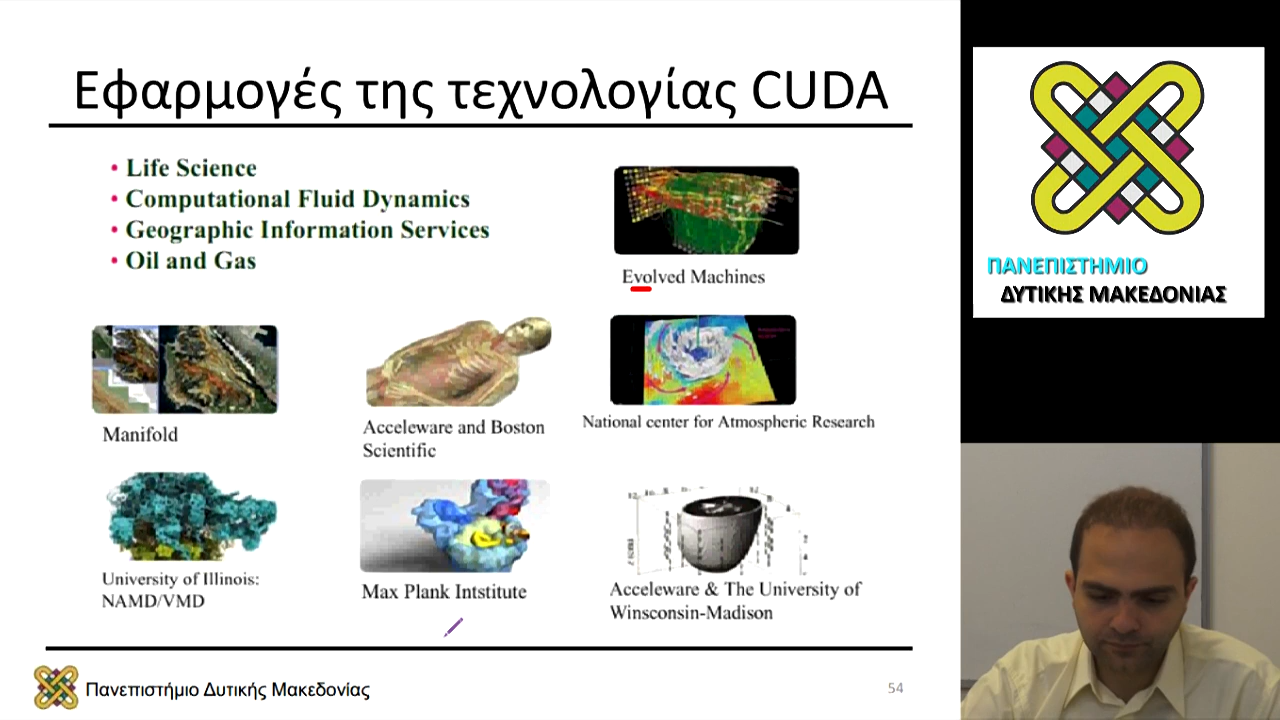 Εφαρμογές της τεχνολογίας CUDA
• Life Science
• Computational Fluid Dynamics
• Geographic Information Services
• Oil and Gas
Evolved Machines
Manifold
Acceleware and Boston
Scientific
National center for Atmospheric Research
University of Illinois:
NAMD/VMD
Max Plank Intstitute
Acceleware & The University of
Winsconsin-Madison
Πανεπιστήμιο Δυτικής Μακεδονίας
54
ΠΑΝΕΠΙΣΤΗΜΙΟ
ΔΥΤΙΚΗΣ ΜΑΚΕΔΟΝΙΑΣ